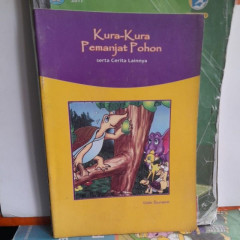 Kura-Kura
Pemanjat Pohon
serta Cerita Lainnya